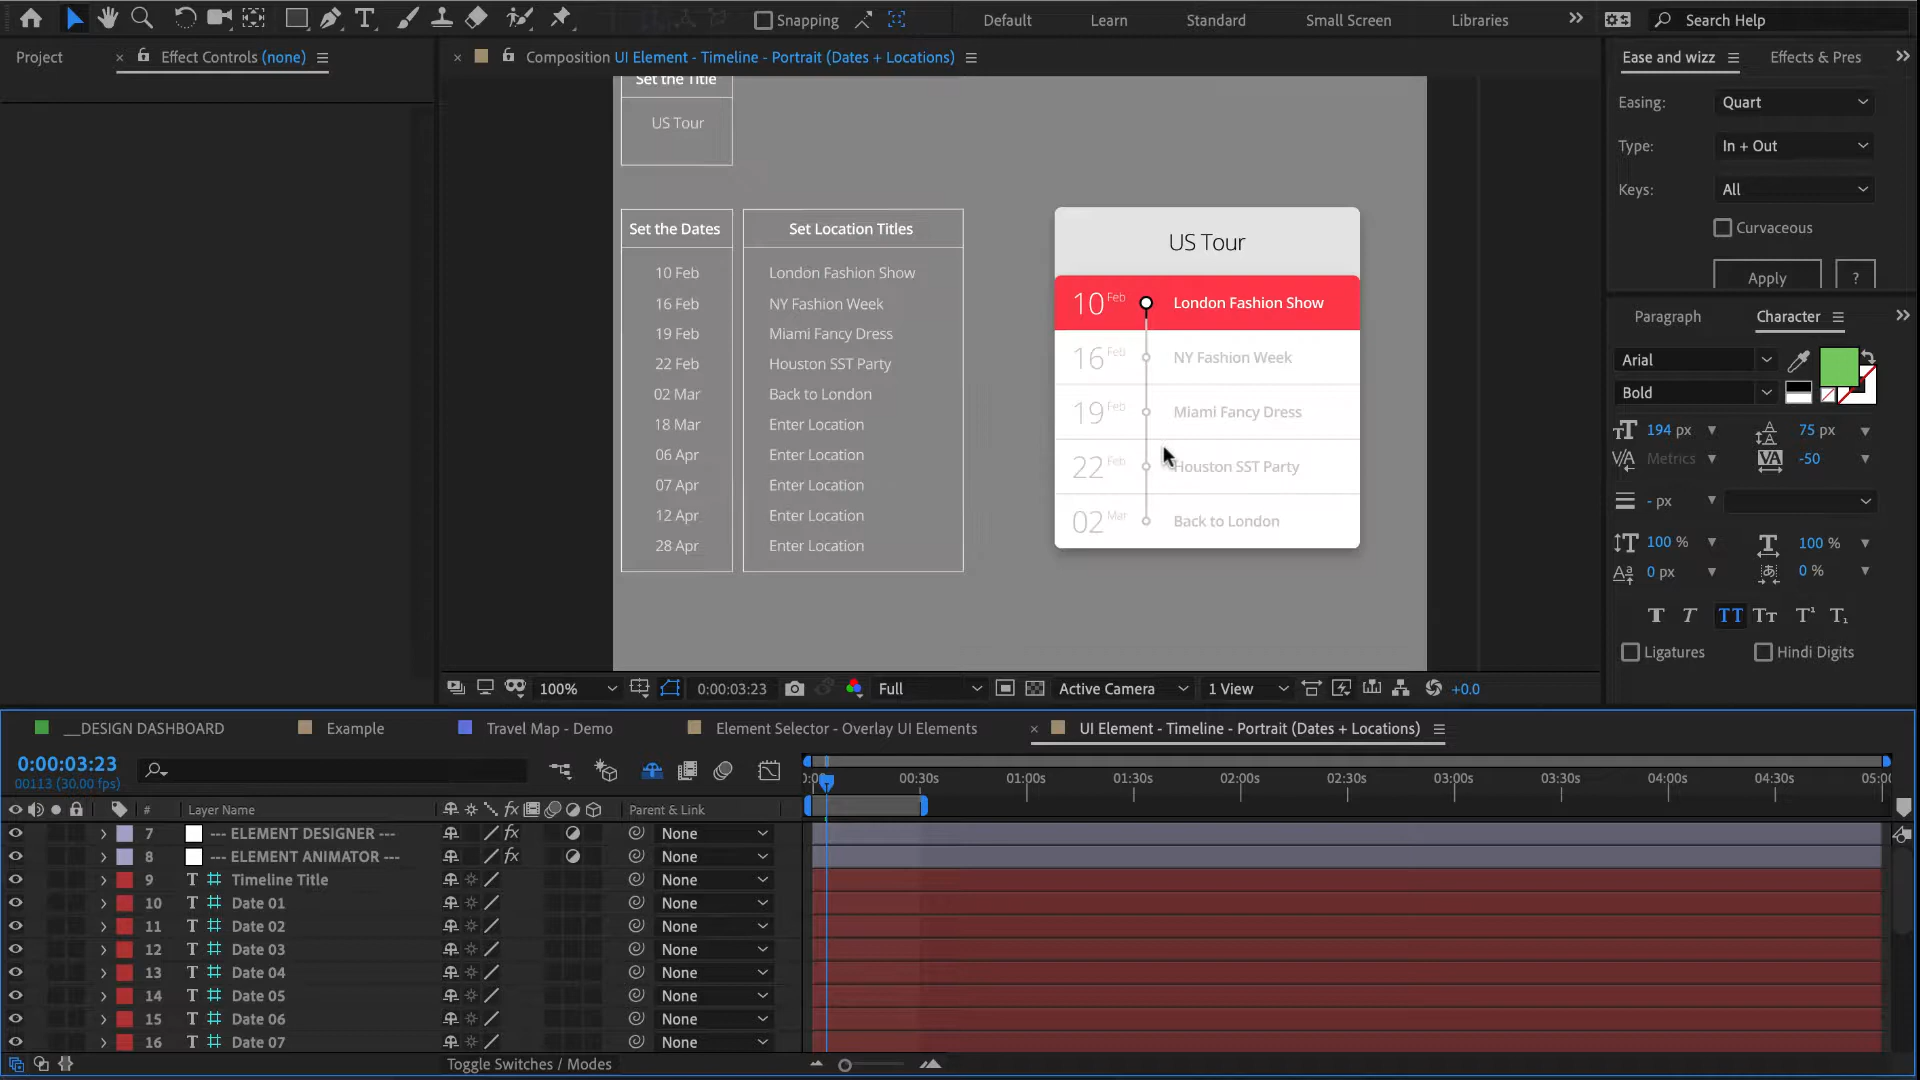 Snapping
Default
Learn
Standard
Small Screen
Libraries
Search Help
Project
Effect Controls (none)
Composition UI Element - Timeline - Portrait (Dates + Locations)
Ease and wizz
Effects & Pres
Easing:
Quart
Type:
In + Out
Keys:
All
Curvaceous
Apply
?
Set the Title
US Tour
Set the Dates
Set Location Titles
10 Feb
London Fashion Show
16 Feb
NY Fashion Week
19 Feb
Miami Fancy Dress
22 Feb
Houston SST Party
02 Mar
Back to London
18 Mar
Enter Location
06 Apr
Enter Location
07 Apr
Enter Location
12 Apr
Enter Location
28 Apr
Enter Location
US Tour
10 Feb
London Fashion Show
16 Feb
NY Fashion Week
19 Feb
Miami Fancy Dress
22 Feb
Houston SST Party
02 Mar
Back to London
Paragraph
Character
Arial
Bold
194 px
75 px
Metrics
-50
- px
100 %
100 %
0 px
0 %
Ligatures
Hindi Digits
100%
0:00:03:23
Full
Active Camera
1 View
+0.0
__DESIGN DASHBOARD
Example
Travel Map - Demo
Element Selector - Overlay UI Elements
UI Element - Timeline - Portrait (Dates + Locations)
0:00:03:23
00113 (30.00 fps)
00:30s
01:00s
01:30s
02:00s
02:30s
03:00s
03:30s
04:00s
04:30s
#
Layer Name
Parent & Link
7
--- ELEMENT DESIGNER ---
None
8
--- ELEMENT ANIMATOR ---
None
9
Timeline Title
None
10
Date 01
None
11
Date 02
None
12
Date 03
None
13
Date 04
None
14
Date 05
None
15
Date 06
None
16
Date 07
None
Toggle Switches / Modes